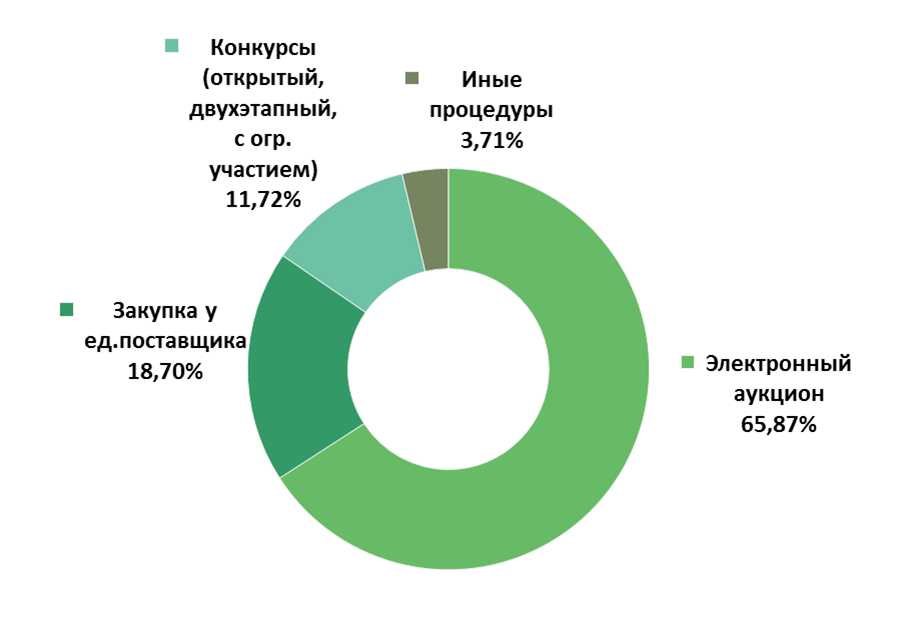 Конкурсы
(открытый,
двухэтапный,
с огр.
участием)
11,72%
Иные
процедуры
3,71%
Закупка у
ед.поставщика
18,70%
Электронный
аукцион
65,87%